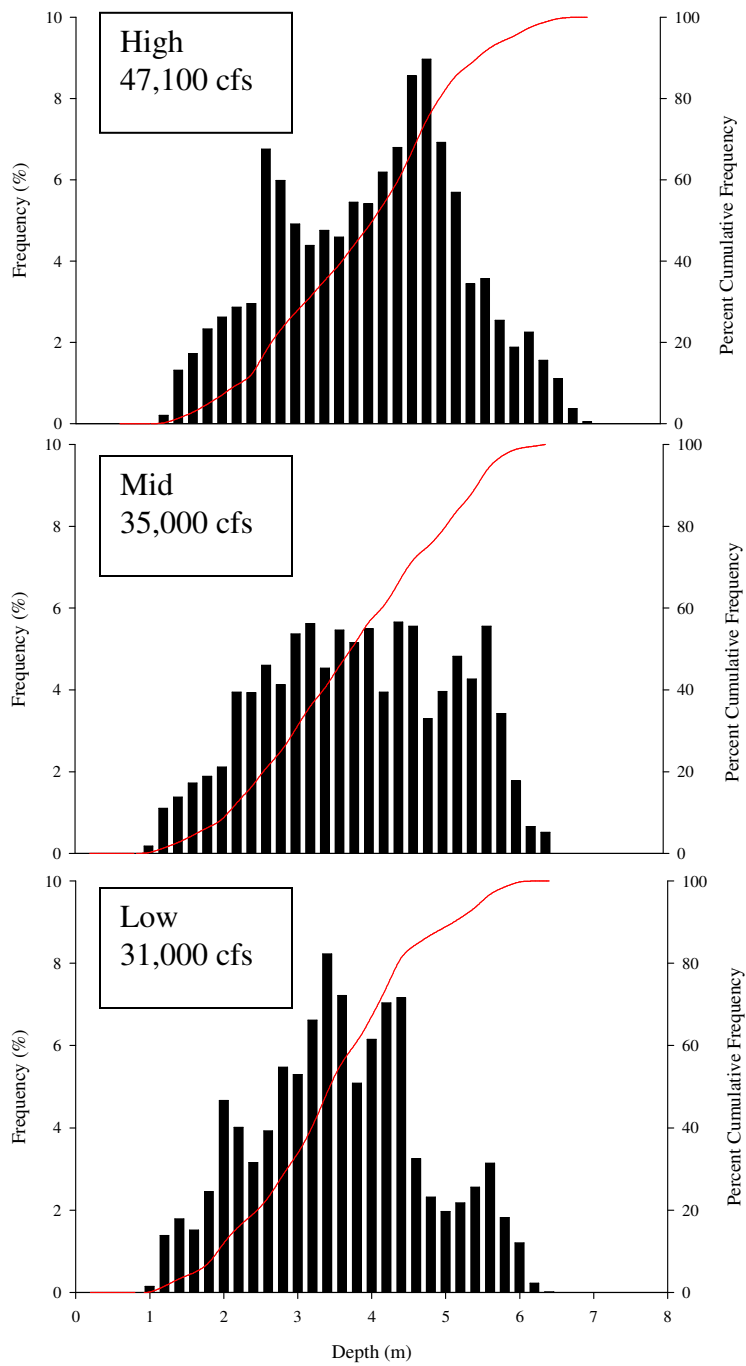 10
8
6
4
2
0
Frequency (%)
High
47,100 cfs
100
80
60
40
20
0
Percent Cumulative Frequency
10
8
6
4
2
0
Frequency (%)
Mid
35,000 cfs
100
80
60
40
20
0
Percent Cumulative Frequency
10
8
6
4
2
0
Frequency (%)
Low
31,000 cfs
100
80
60
40
20
0
Percent Cumulative Frequency
0 1 2 3 4 5 6 7 8
Depth (m)